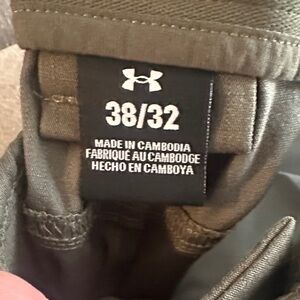 38/32
MADE IN CAMBODIA
FABRIQUÉ AU CAMBODGE
HECHO EN CAMBOYA